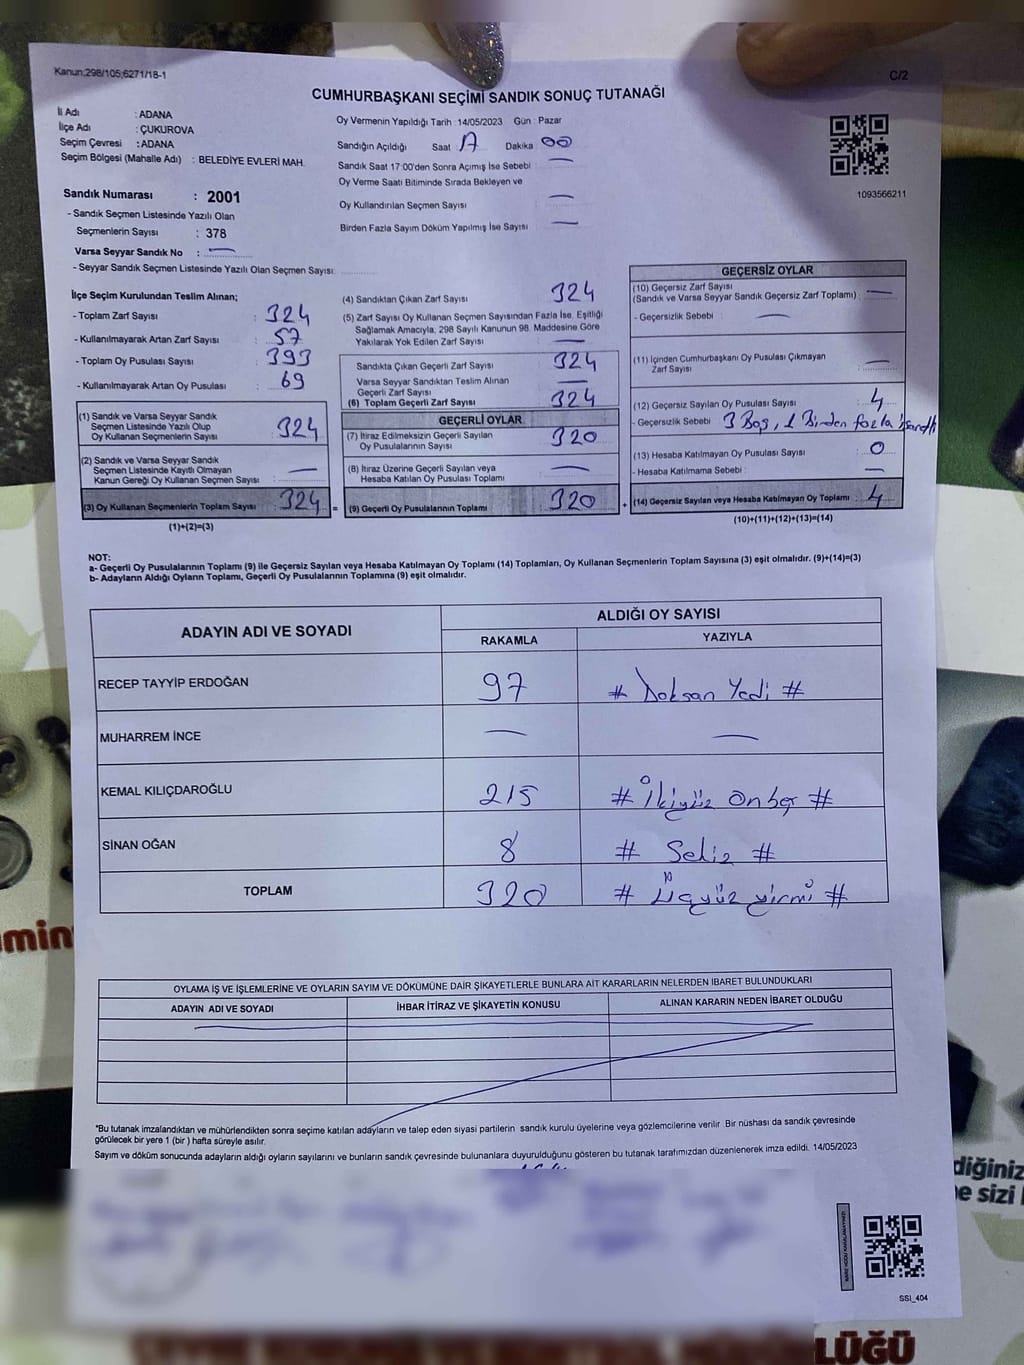 Kanun;298/105;6271/18-1
C/2
CUMHURBAŞKANI SEÇİMİ SANDIK SONUÇ TUTANAĞI
İl Adı : ADANA
İlçe Adı : ÇUKUROVA
Seçim Çevresi : ADANA
Seçim Bölgesi (Mahalle Adı) : BELEDİYE EVLERİ MAH.
Sandık Numarası : 2001
- Sandık Seçmen Listesinde Yazılı Olan
Seçmenlerin Sayısı : 378
Varsa Seyyar Sandık No : —
- Seyyar Sandık Seçmen Listesinde Yazılı Olan Seçmen Sayısı:
Oy Vermenin Yapıldığı Tarih : 14/05/2023 Gün : Pazar
Sandığın Açıldığı Saat 17 Dakika 00
Sandık Saat 17:00'den Sonra Açımış İse Sebebi : —
Oy Verme Saati Bitiminde Sırada Bekleyen ve
Oy Kullandırılan Seçmen Sayısı —
Birden Fazla Sayım Döküm Yapılmış İse Sayısı : —
1093566211
İlçe Seçim Kurulundan Teslim Alınan;
- Toplam Zarf Sayısı : 324
- Kullanılmayarak Artan Zarf Sayısı : 57
- Toplam Oy Pusulası Sayısı : 393
- Kullanılmayarak Artan Oy Pusulası : 69
(1) Sandık ve Varsa Seyyar Sandık
Seçmen Listesinde Yazılı Olup
Oy Kullanan Seçmenlerin Sayısı : 324
(2) Sandık ve Varsa Seyyar Sandık
Seçmen Listesinde Kayıtlı Olmayan
Kanun Gereği Oy Kullanan Seçmen Sayısı : —
(3) Oy Kullanan Seçmenlerin Toplam Sayısı : 324
(1)+(2)=(3)
=
(4) Sandıktan Çıkan Zarf Sayısı 324
(5) Zarf Sayısı Oy Kullanan Seçmen Sayısından Fazla İse, Eşitliği
Sağlamak Amacıyla, 298 Sayılı Kanunun 98. Maddesine Göre
Yakılarak Yok Edilen Zarf Sayısı : —
Sandıkta Çıkan Geçerli Zarf Sayısı 324
Varsa Seyyar Sandıktan Teslim Alınan
Geçerli Zarf Sayısı : —
(6) Toplam Geçerli Zarf Sayısı 324
GEÇERLİ OYLAR
(7) İtiraz Edilmeksizin Geçerli Sayılan
Oy Pusulalarının Sayısı : 320
(8) İtiraz Üzerine Geçerli Sayılan veya
Hesaba Katılan Oy Pusulası Toplamı : —
(9) Geçerli Oy Pusulalarının Toplamı 320
+
GEÇERSİZ OYLAR
(10) Geçersiz Zarf Sayısı
(Sandık ve Varsa Seyyar Sandık Geçersiz Zarf Toplamı) : —
- Geçersizlik Sebebi : —
(11) İçinden Cumhurbaşkanı Oy Pusulası Çıkmayan
Zarf Sayısı : —
(12) Geçersiz Sayılan Oy Pusulası Sayısı : 4
- Geçersizlik Sebebi : 3 Boş, 1 Birden fazla işaretli
(13) Hesaba Katılmayan Oy Pusulası Sayısı : 0
- Hesaba Katılmama Sebebi : —
(14) Geçersiz Sayılan veya Hesaba Katılmayan Oy Toplamı : 4
(10)+(11)+(12)+(13)=(14)
NOT:
a- Geçerli Oy Pusulalarının Toplamı (9) ile Geçersiz Sayılan veya Hesaba Katılmayan Oy Toplamı (14) Toplamları, Oy Kullanan Seçmenlerin Toplam Sayısına (3) eşit olmalıdır. (9)+(14)=(3)
b- Adayların Aldığı Oyların Toplamı, Geçerli Oy Pusulalarının Toplamına (9) eşit olmalıdır.
ADAYIN ADI VE SOYADI ALDIĞI OY SAYISI
RAKAMLA YAZIYLA
RECEP TAYYİP ERDOĞAN 97 # Doksan Yedi #
MUHARREM İNCE — —
KEMAL KILIÇDAROĞLU 215 # İkiyüz Onbeş #
SİNAN OĞAN 8 # Sekiz #
TOPLAM 320 # Üçyüz yirmi #
OYLAMA İŞ VE İŞLEMLERİNE VE OYLARIN SAYIM VE DÖKÜMÜNE DAİR ŞİKAYETLERLE BUNLARA AİT KARARLARIN NELERDEN İBARET BULUNDUKLARI
ADAYIN ADI VE SOYADI İHBAR İTİRAZ VE ŞİKAYETİN KONUSU ALINAN KARARIN NEDEN İBARET OLDUĞU
*Bu tutanak imzalandıktan ve mühürlendikten sonra seçime katılan adayların ve talep eden siyasi partilerin sandık kurulu üyelerine veya gözlemcilerine verilir. Bir nüshası da sandık çevresinde
görülecek bir yere 1 (bir ) hafta süreyle asılır.
Sayım ve döküm sonucunda adayların aldığı oyların sayılarını ve bunların sandık çevresinde bulunanlara duyurulduğunu gösteren bu tutanak tarafımızdan düzenlenerek imza edildi. 14/05/2023
SSI_404
min
diğiniz
e sizi
LÜĞÜ